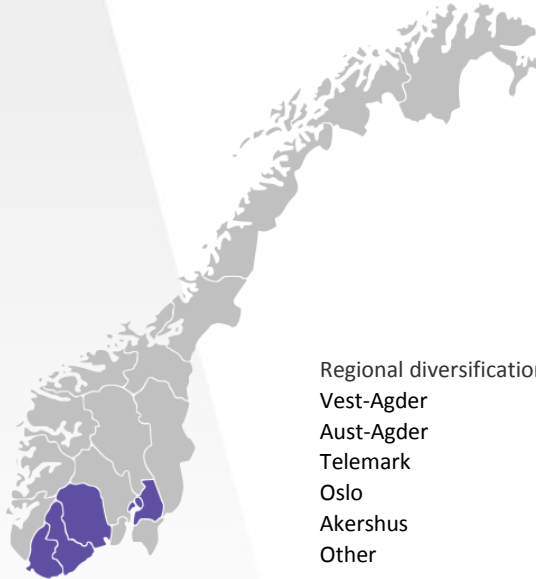 Regional diversification
Vest-Agder
Aust-Agder
Telemark
Oslo
Akershus
Other